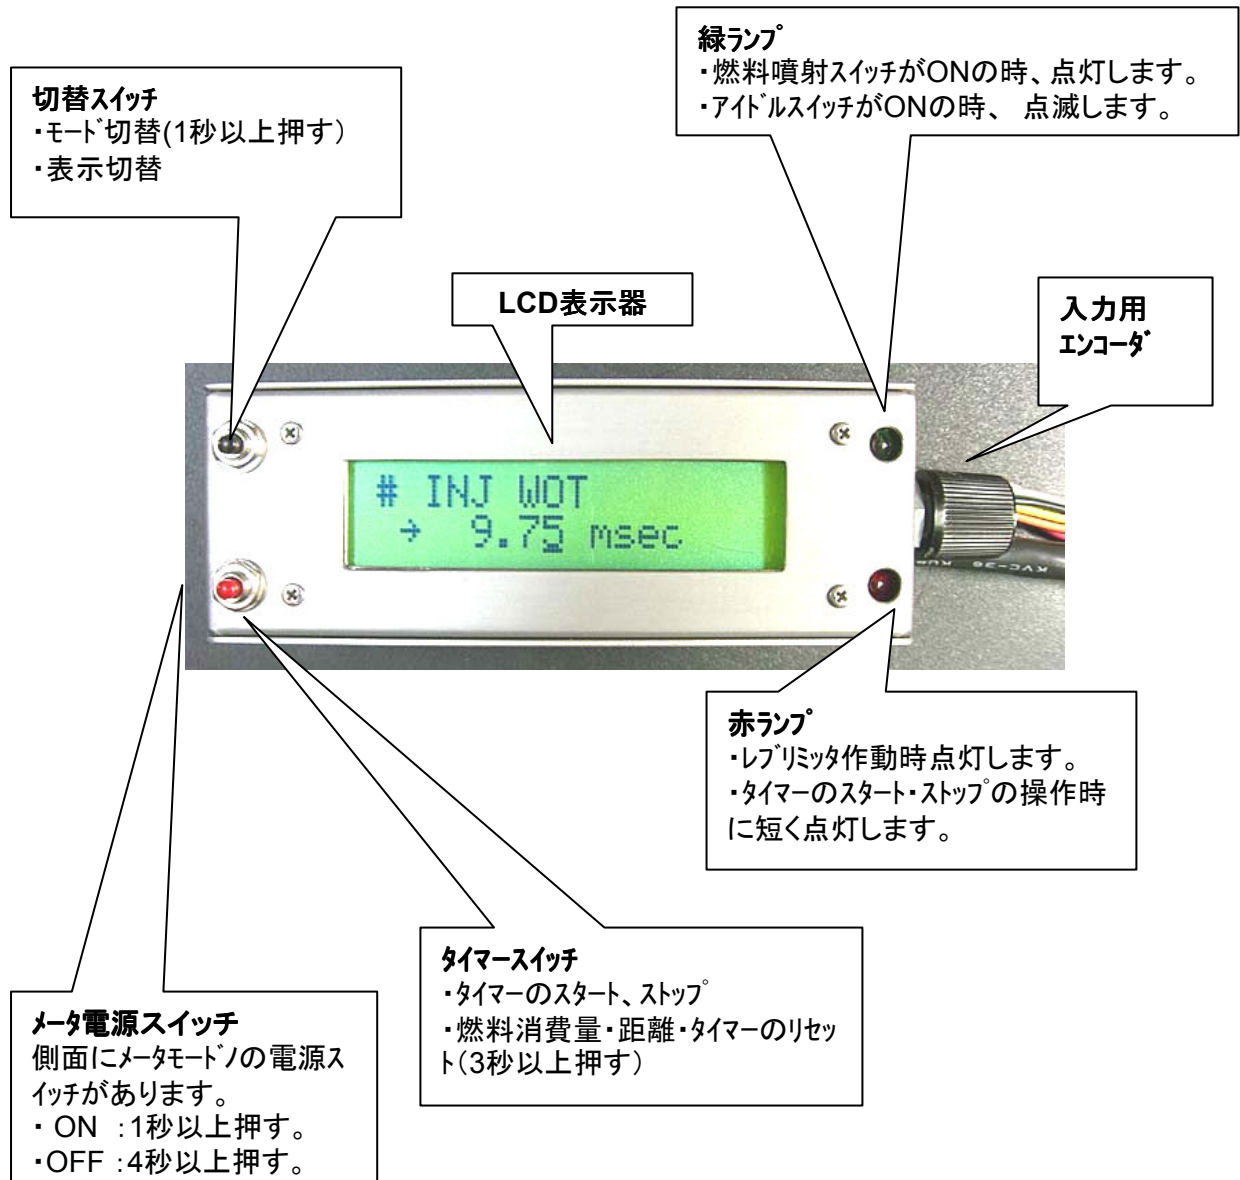 緑ﾗﾝﾌﾟ
・燃料噴射ｽｲｯﾁがONの時、点灯します。
・ｱｲﾄﾞﾙｽｲｯﾁがONの時、 点滅します。
切替ｽｲｯﾁ
・ﾓｰﾄﾞ切替(1秒以上押す）
・表示切替
LCD表示器
入力用
ｴﾝｺｰﾀﾞ
# INJ WOT
→ 9.75 msec
KVC-36
赤ﾗﾝﾌﾟ
・ﾚﾌﾞﾘﾐｯﾀ作動時点灯します。
・ﾀｲﾏｰのｽﾀｰﾄ・ｽﾄｯﾌﾟの操作時
に短く点灯します。
ﾀｲﾏｰｽｲｯﾁ
・ﾀｲﾏｰのｽﾀｰﾄ、ｽﾄｯﾌﾟ
・燃料消費量・距離・ﾀｲﾏｰのﾘｾｯ
ﾄ（3秒以上押す）
ﾒｰﾀ電源スイッチ
側面にﾒｰﾀﾓｰﾄﾞﾉの電源ｽ
ｲｯﾁがあります。
・ ON ：1秒以上押す。
・OFF ：4秒以上押す。